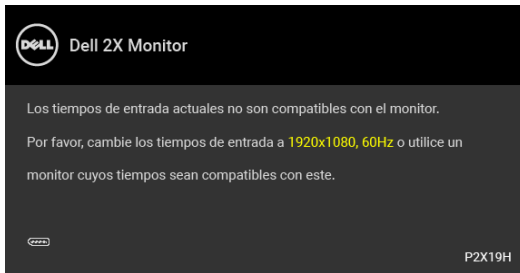 DELL
Dell 2X Monitor
Los tiempos de entrada actuales no son compatibles con el monitor.
Por favor, cambie los tiempos de entrada a 1920x1080, 60Hz o utilice un
monitor cuyos tiempos sean compatibles con este.
P2X19H